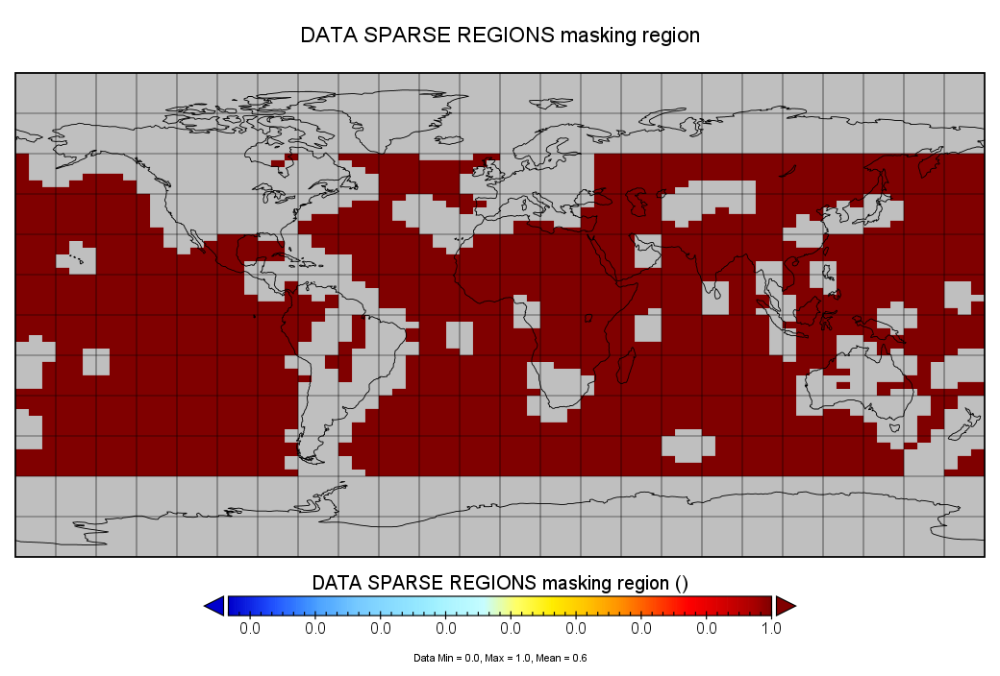 DATA SPARSE REGIONS masking region
DATA SPARSE REGIONS masking region ()
0.0 0.0 0.0 0.0 0.0 0.0 0.0 0.0 1.0
Data Min = 0.0, Max = 1.0, Mean = 0.6